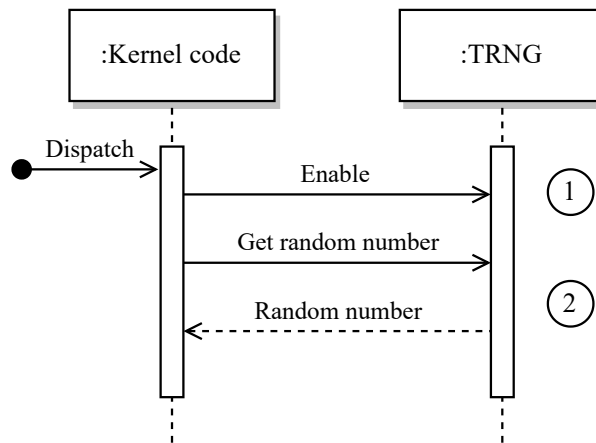 :Kernel code
:TRNG
Dispatch
Enable
1
Get random number
2
Random number